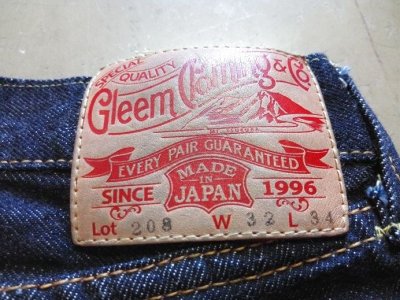 SPECIAL QUALITY
Gleem Clothing & Co.
EVERY PAIR GUARANTEED
MADE
IN
SINCE JAPAN 1996
Lot 208 W 32 L 34